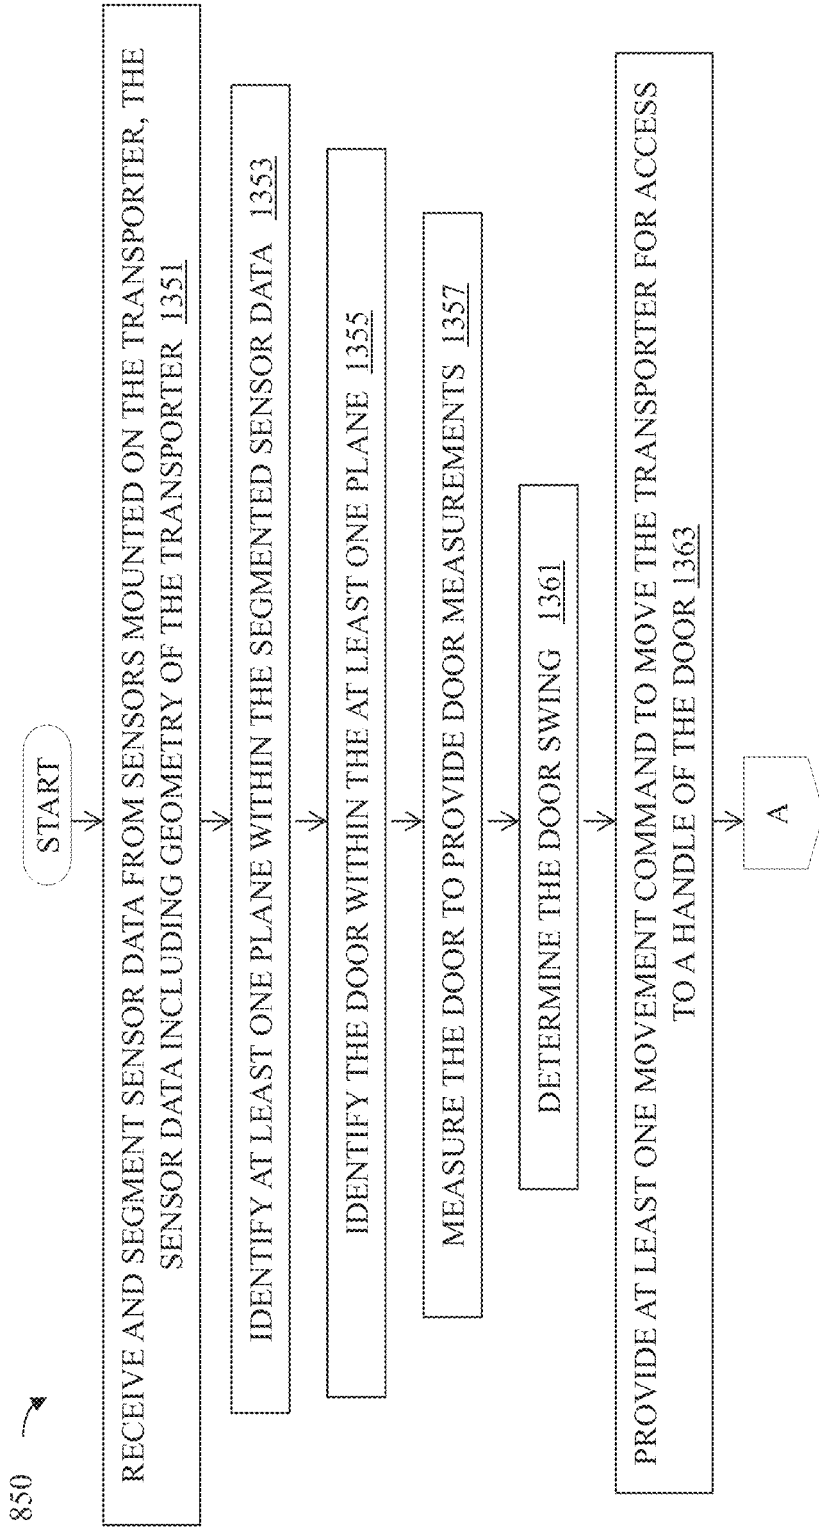 850
START
RECEIVE AND SEGMENT SENSOR DATA FROM SENSORS MOUNTED ON THE TRANSPORTER, THE
SENSOR DATA INCLUDING GEOMETRY OF THE TRANSPORTER 1351
IDENTIFY AT LEAST ONE PLANE WITHIN THE SEGMENTED SENSOR DATA 1353
IDENTIFY THE DOOR WITHIN THE AT LEAST ONE PLANE 1355
MEASURE THE DOOR TO PROVIDE DOOR MEASUREMENTS 1357
DETERMINE THE DOOR SWING 1361
PROVIDE AT LEAST ONE MOVEMENT COMMAND TO MOVE THE TRANSPORTER FOR ACCESS
TO A HANDLE OF THE DOOR 1363
A